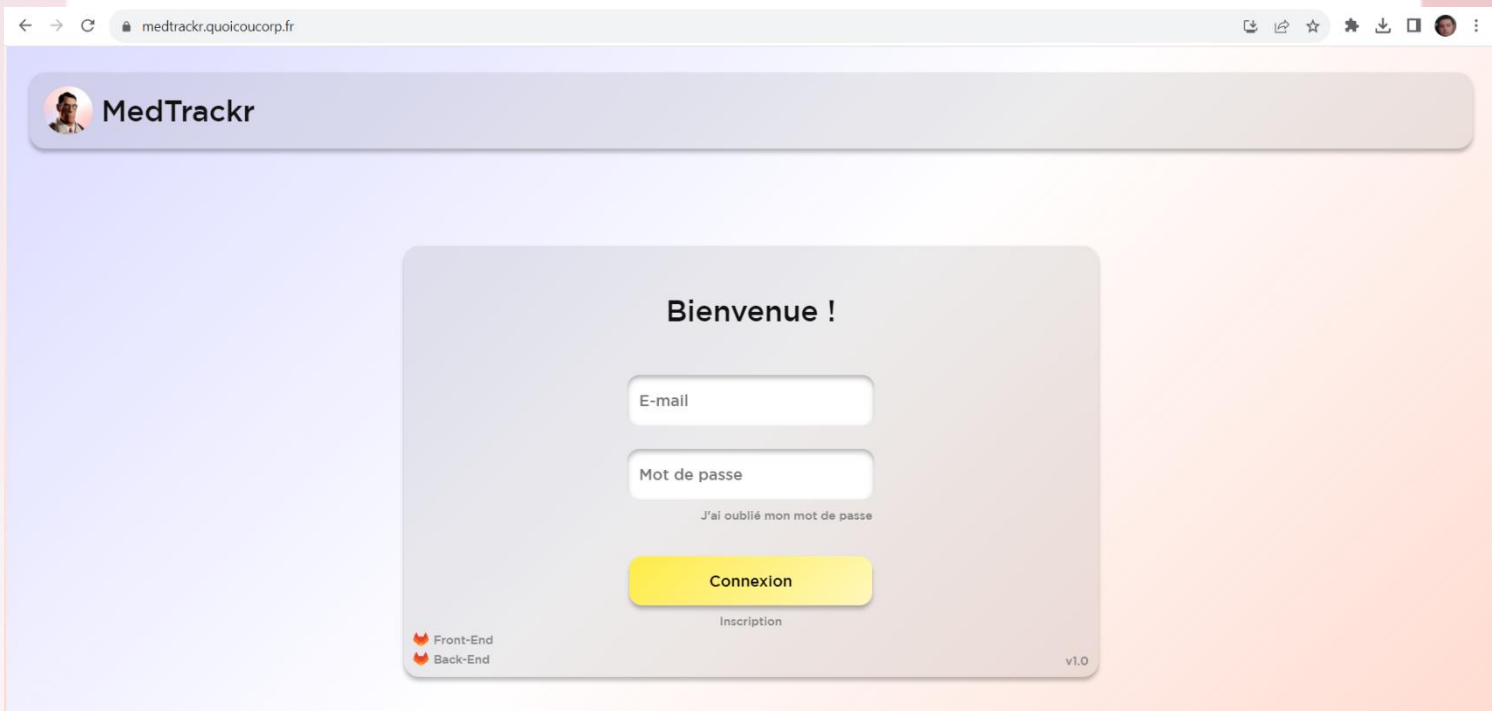 medtrackr.quoicoucorp.fr
MedTrackr
Bienvenue !
E-mail
Mot de passe
J'ai oublié mon mot de passe
Connexion
Inscription
Front-End
Back-End
v1.0